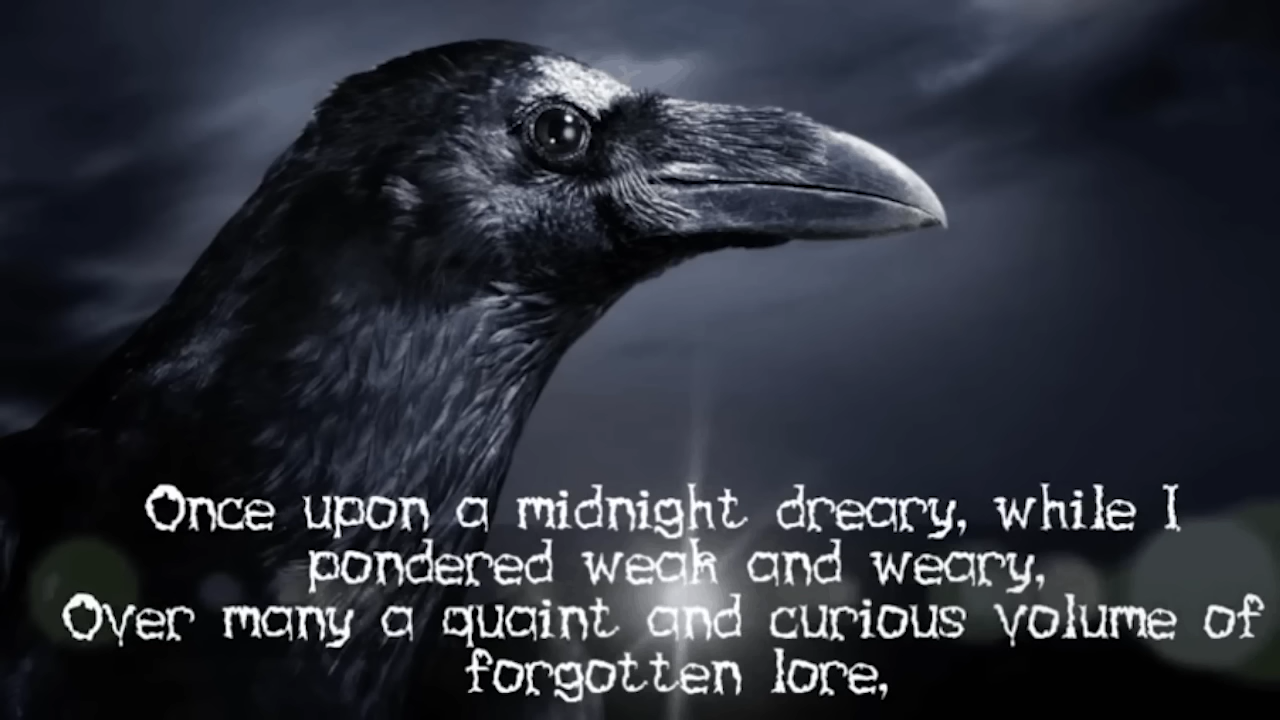 Once upon a midnight dreary, while I
pondered weak and weary,
Over many a quaint and curious volume of
forgotten lore,